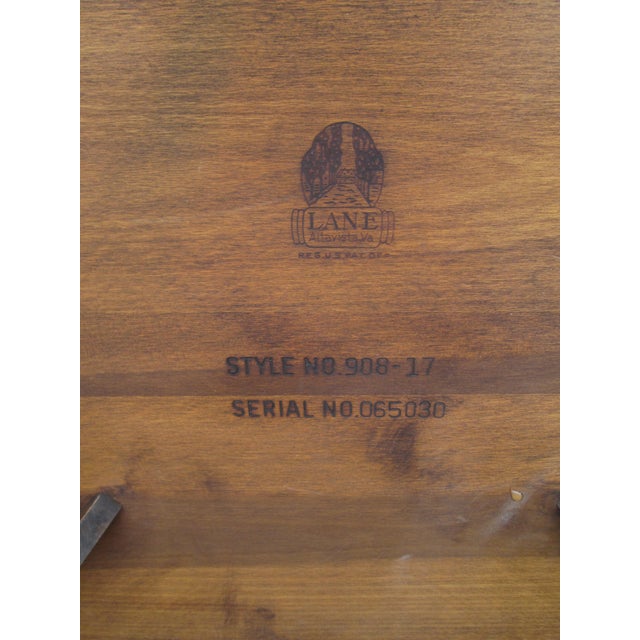 LANE
Altavista, Va.
REG. U.S. PAT. OFF.
STYLE NO. 908-17
SERIAL NO. 065030